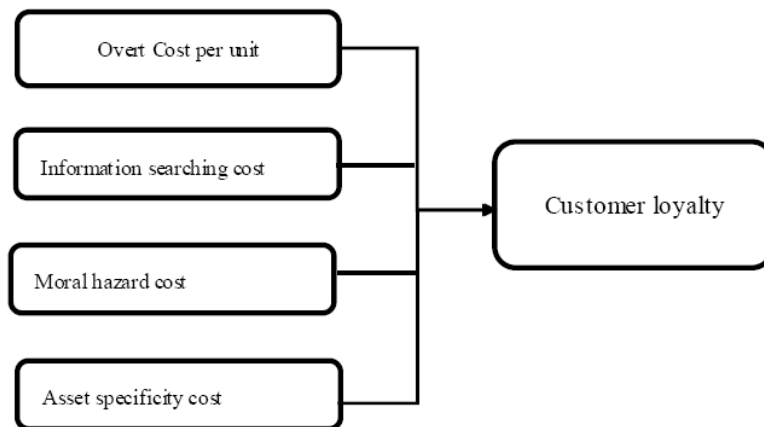 Overt Cost per unit
Information searching cost
Customer loyalty
Moral hazard cost
Asset specificity cost